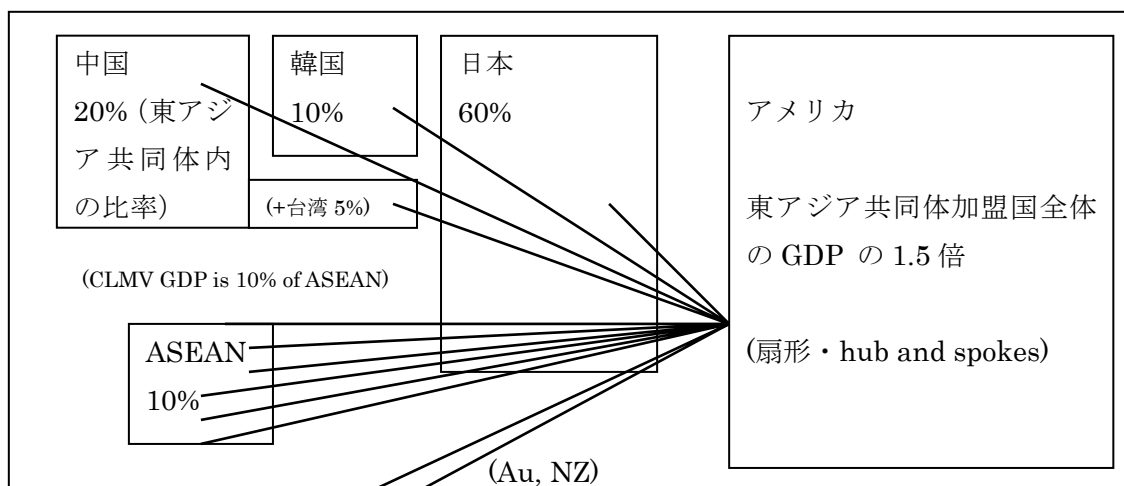 中国
20% (東アジ
ア共同体内
の比率)
韓国
10%
(+台湾 5%)
日本
60%
アメリカ
東アジア共同体加盟国全体
の GDP の 1.5 倍
(扇形・hub and spokes)
(CLMV GDP is 10% of ASEAN)
ASEAN
10%
(Au, NZ)